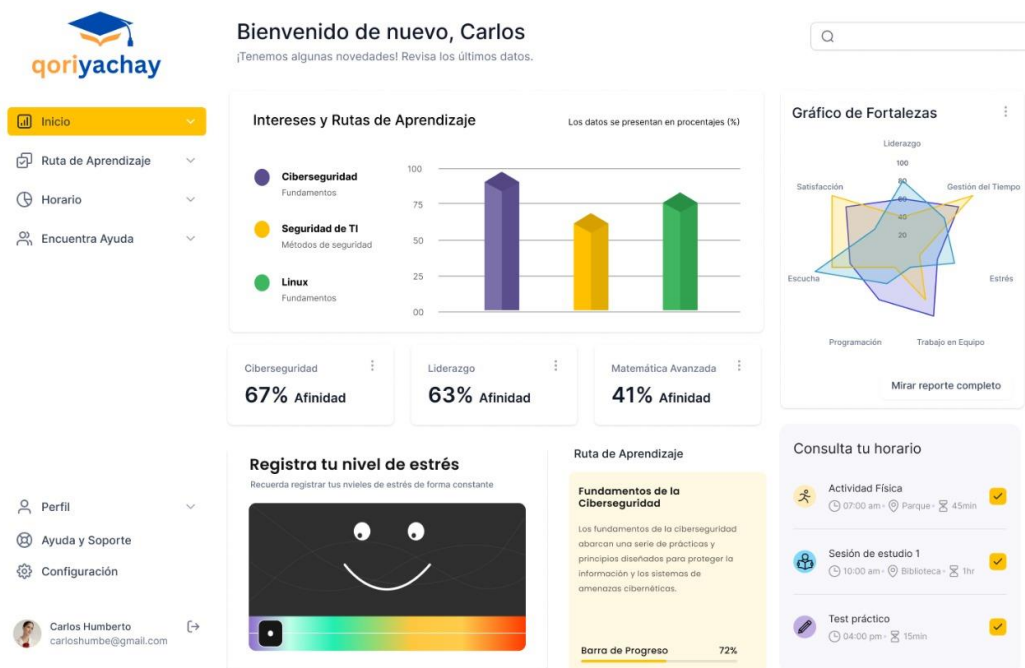 qoriyachay
Inicio
Ruta de Aprendizaje
Horario
Encuentra Ayuda
Perfil
Ayuda y Soporte
Configuración
Carlos Humberto
carloshumbe@gmail.com
Bienvenido de nuevo, Carlos
¡Tenemos algunas novedades! Revisa los últimos datos.
Intereses y Rutas de Aprendizaje
Los datos se presentan en procentajes (%)
Ciberseguridad
Fundamentos
Seguridad de TI
Métodos de seguridad
Linux
Fundamentos
100
75
50
25
00
Ciberseguridad
67% Afinidad
Liderazgo
63% Afinidad
Matemática Avanzada
41% Afinidad
Registra tu nivel de estrés
Recuerda registrar tus nvieles de estrés de forma constante
Ruta de Aprendizaje
Fundamentos de la
Ciberseguridad
Los fundamentos de la ciberseguridad
abarcan una serie de prácticas y
principios diseñados para proteger la
información y los sistemas de
amenazas cibernéticas.
Barra de Progreso 72%
Gráfico de Fortalezas
Liderazgo
100
80
60
40
20
Satisfacción
Gestión del Tiempo
Escucha
Estrés
Programación
Trabajo en Equipo
Mirar reporte completo
Consulta tu horario
Actividad Física
07:00 am • Parque • 45min
Sesión de estudio 1
10:00 am • Biblioteca • 1hr
Test práctico
04:00 pm • 15min